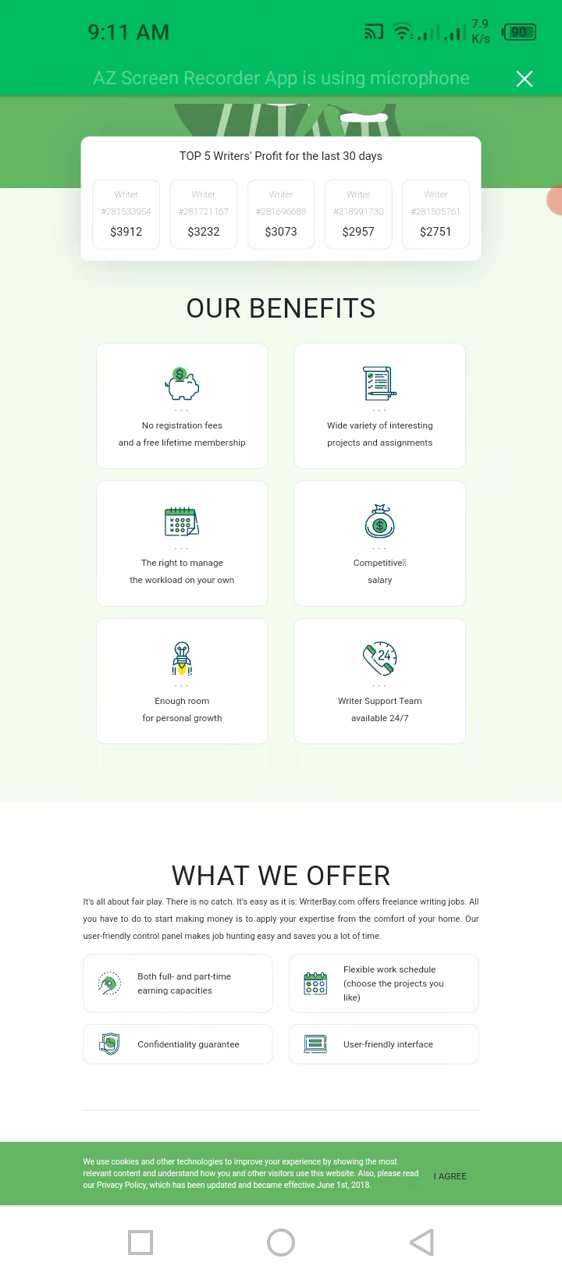 9:11 AM
7.9
K/s
90
AZ Screen Recorder App is using microphone
TOP 5 Writers' Profit for the last 30 days
Writer Writer Writer Writer Writer
#281533954 #281721167 #281696688 #318991730 #281505761
$3912 $3232 $3073 $2957 $2751
OUR BENEFITS
No registration fees
and a free lifetime membership
Wide variety of interesting
projects and assignments
The right to manage
the workload on your own
Competitive
salary
Enough room
for personal growth
24
Writer Support Team
available 24/7
WHAT WE OFFER
It's all about fair play. There is no catch. It's easy as it is: WriterBay.com offers freelance writing jobs. All
you have to do to start making money is to apply your expertise from the comfort of your home. Our
user-friendly control panel makes job hunting easy and saves you a lot of time.
Both full- and part-time
earning capacities
Flexible work schedule
(choose the projects you
like)
Confidentiality guarantee
User-friendly interface
We use cookies and other technologies to improve your experience by showing the most
relevant content and understand how you and other visitors use this website. Also, please read
our Privacy Policy, which has been updated and became effective June 1st, 2018.
I AGREE